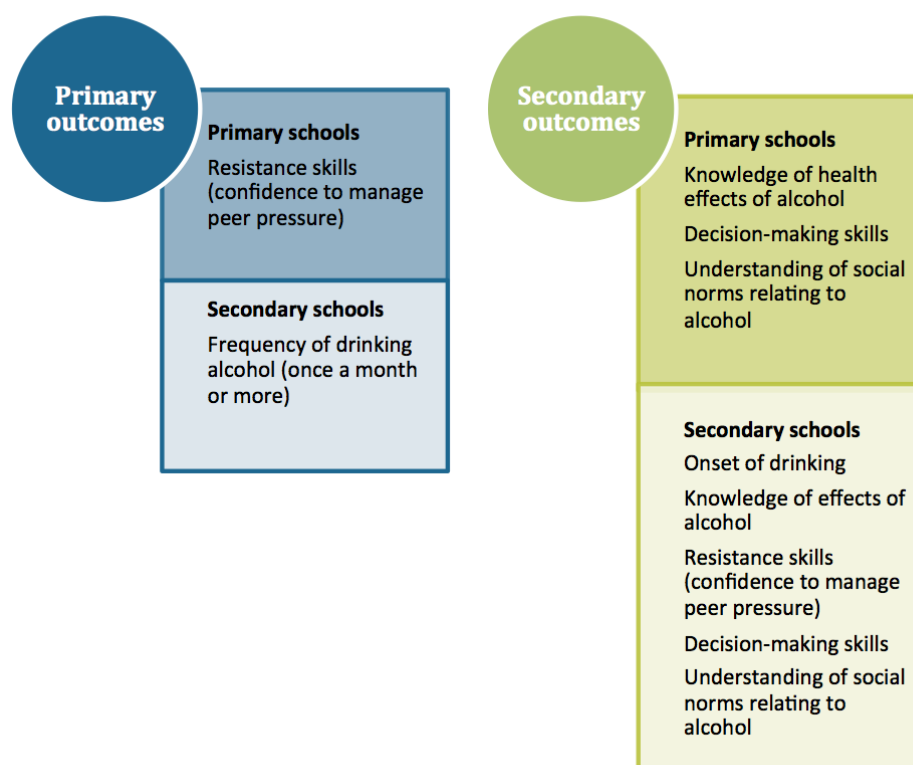 Primary
outcomes
Primary schools
Resistance skills
(confidence to manage
peer pressure)
Secondary schools
Frequency of drinking
alcohol (once a month
or more)
Secondary
outcomes
Primary schools
Knowledge of health
effects of alcohol
Decision-making skills
Understanding of social
norms relating to
alcohol
Secondary schools
Onset of drinking
Knowledge of effects of
alcohol
Resistance skills
(confidence to manage
peer pressure)
Decision-making skills
Understanding of social
norms relating to
alcohol